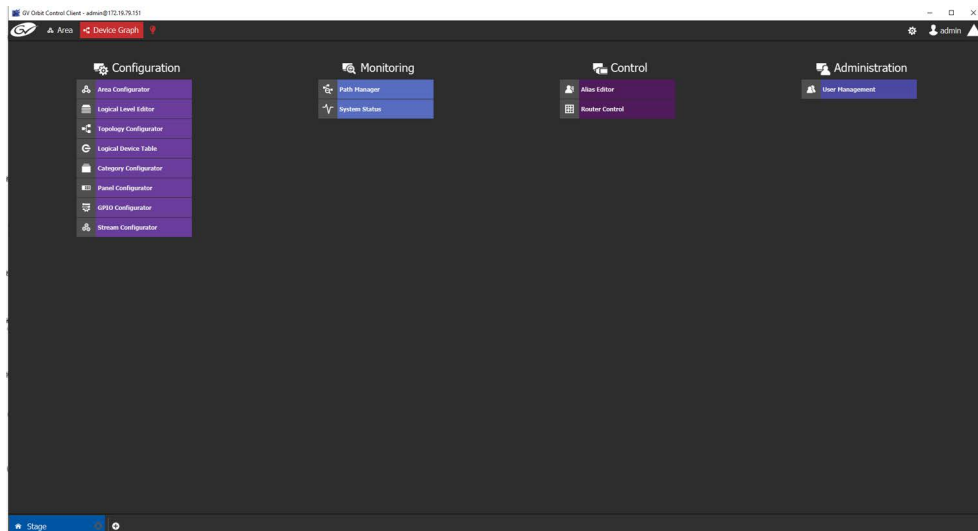 GV Orbit Control Client - admin@172.19.79.151
GV Area Device Graph admin
Configuration
Area Configurator
Logical Level Editor
Topology Configurator
Logical Device Table
Category Configurator
Panel Configurator
GPIO Configurator
Stream Configurator
Monitoring
Path Manager
System Status
Control
Alias Editor
Router Control
Administration
User Management
Stage